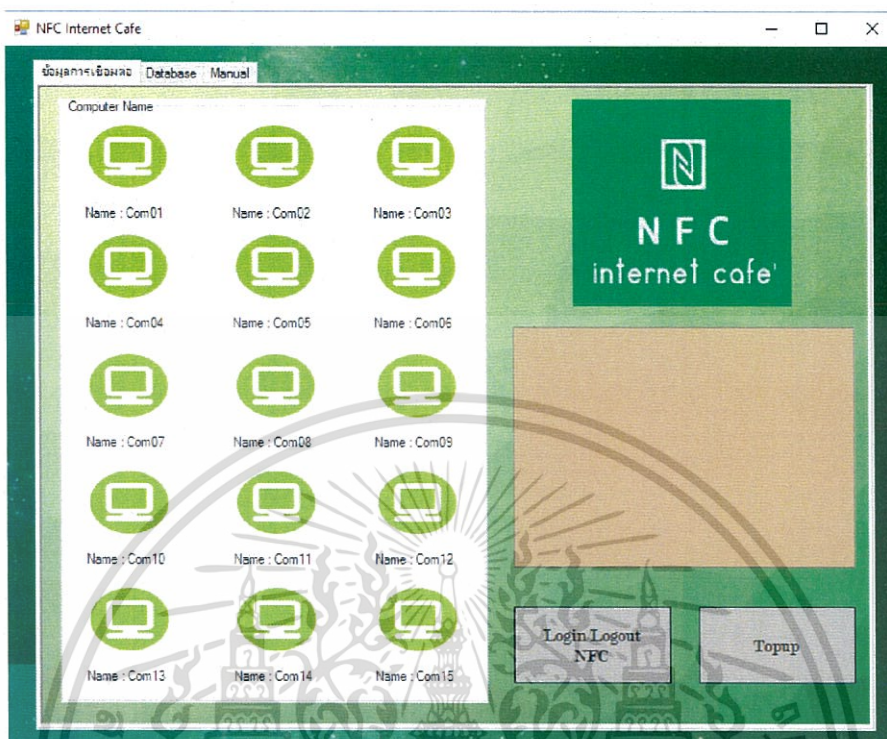 NFC Internet Cafe
ข้อมูลการเชื่อมต่อ Database Manual
Computer Name
Name : Com01 Name : Com02 Name : Com03
Name : Com04 Name : Com05 Name : Com06
Name : Com07 Name : Com08 Name : Com09
Name : Com10 Name : Com11 Name : Com12
Name : Com13 Name : Com14 Name : Com15
NFC
internet cafe'
Login/Logout
NFC
Topup